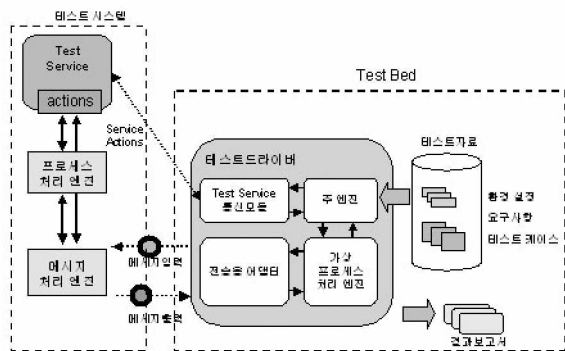 테스트 시스템
Test
Service
actions
프로세스
처리 엔진
메시지
처리 엔진
Service
Actions
메세지 입력
메세지 출력
Test Bed
테스트드라이버
Test Service
통신모듈
주 엔진
전송용 어댑터
가상
프로세스
처리 엔진
테스트자료
환경 설정
요구사항
테스트케이스
결과보고서